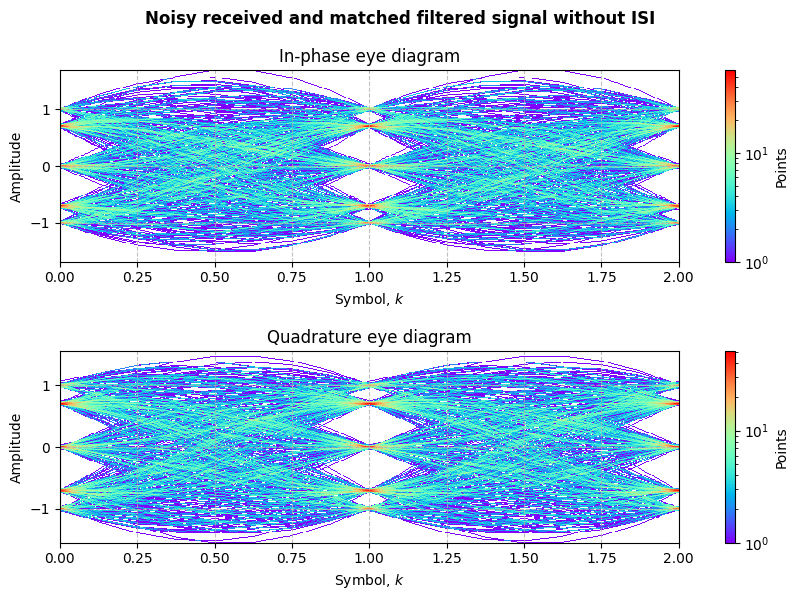 Noisy received and matched filtered signal without ISI
In-phase eye diagram
Amplitude
1
0
−1
0.00 0.25 0.50 0.75 1.00 1.25 1.50 1.75 2.00
Symbol, k
10¹
10⁰
Points
Quadrature eye diagram
Amplitude
1
0
−1
0.00 0.25 0.50 0.75 1.00 1.25 1.50 1.75 2.00
Symbol, k
10¹
10⁰
Points